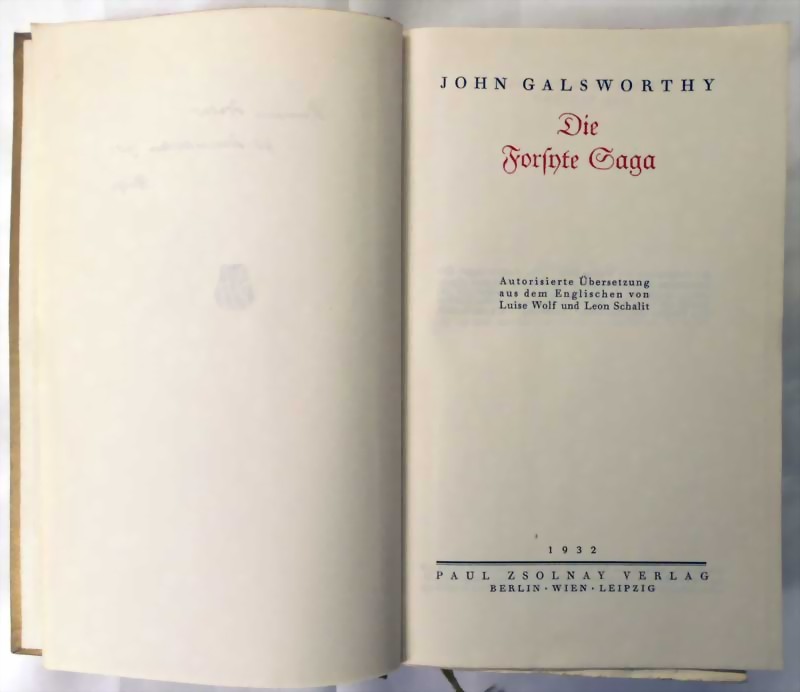 JOHN GALSWORTHY
Die
Forsyte Saga
Autorisierte Übersetzung
aus dem Englischen von
Luise Wolf und Leon Schalit
1932
PAUL ZSOLNAY VERLAG
BERLIN · WIEN · LEIPZIG